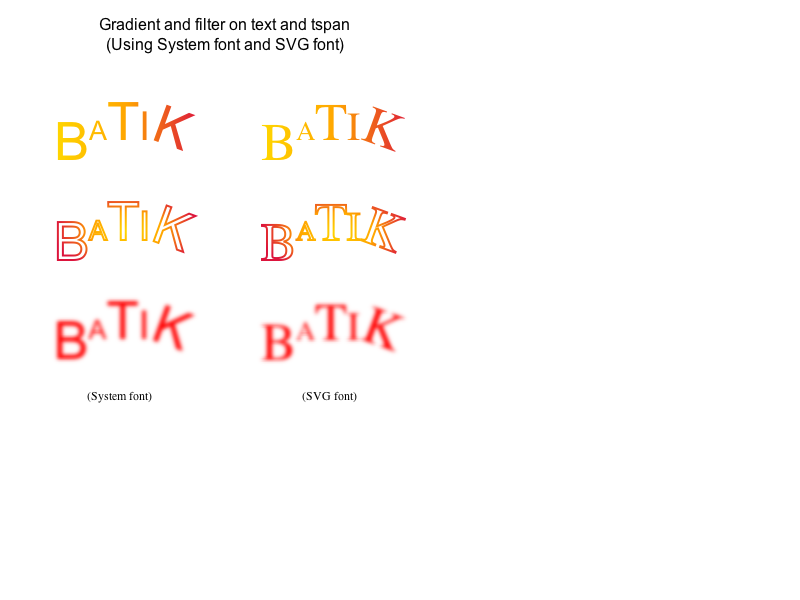 Gradient and filter on text and tspan
(Using System font and SVG font)
BATIK BATIK
BATIK BATIK
BATIK BATIK
(System font) (SVG font)